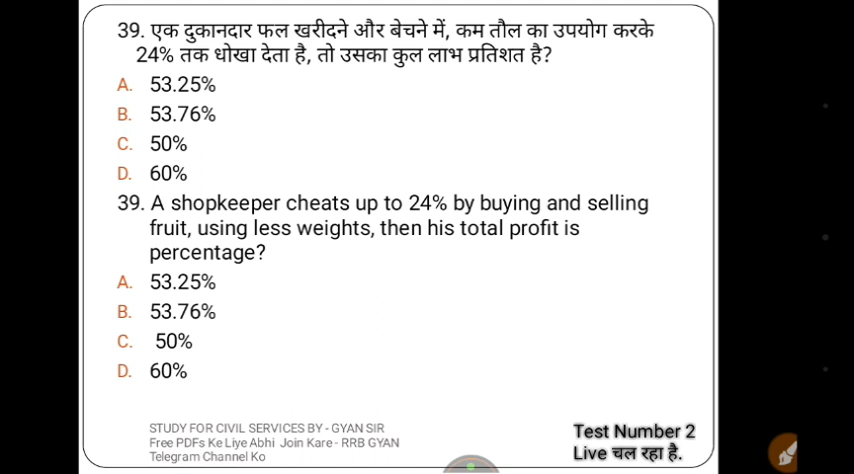 39. एक दुकानदार फल खरीदने और बेचने में, कम तौल का उपयोग करके
24% तक धोखा देता है, तो उसका कुल लाभ प्रतिशत है?
A. 53.25%
B. 53.76%
C. 50%
D. 60%
39. A shopkeeper cheats up to 24% by buying and selling
fruit, using less weights, then his total profit is
percentage?
A. 53.25%
B. 53.76%
C. 50%
D. 60%
STUDY FOR CIVIL SERVICES BY - GYAN SIR
Free PDFs Ke Liye Abhi Join Kare - RRB GYAN
Telegram Channel Ko
Test Number 2
Live चल रहा है.